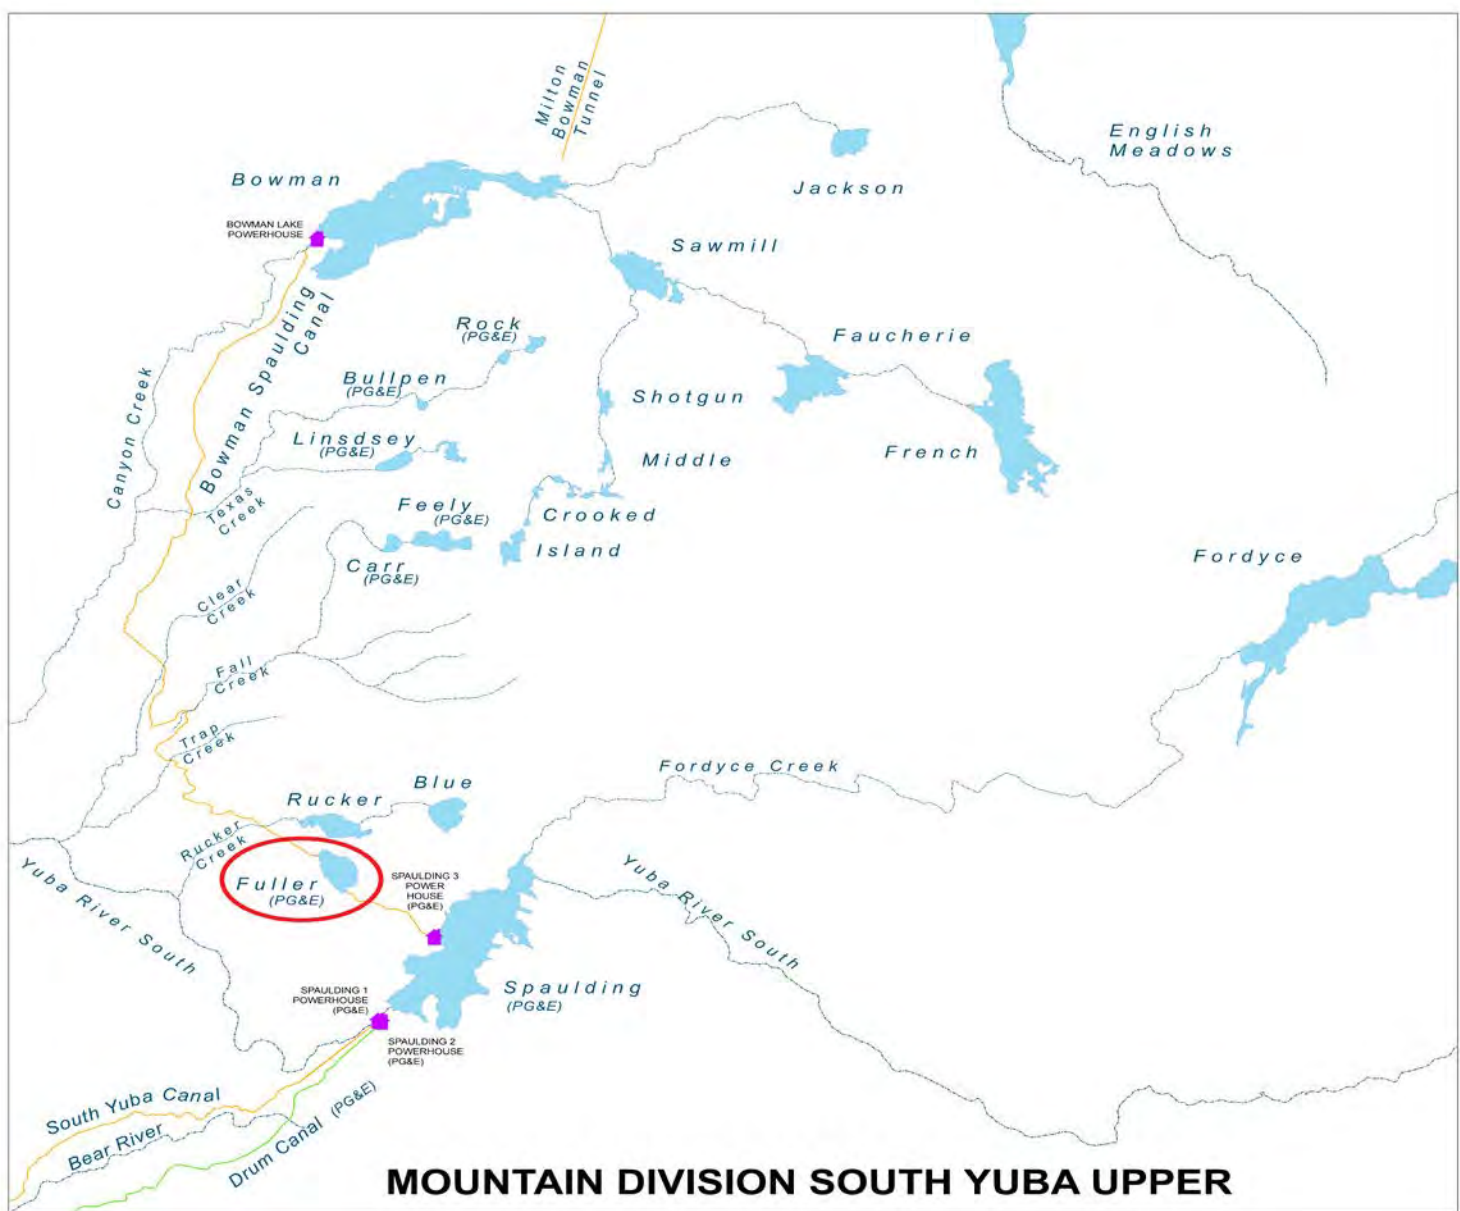 Milton
Bowman
Tunnel
English
Meadows
Bowman
Jackson
BOWMAN LAKE
POWERHOUSE
Sawmill
Bowman Spaulding
Canal
Rock
(PG&E)
Faucherie
Canyon Creek
Bullpen
(PG&E)
Shotgun
Linsdsey
(PG&E)
Middle
French
Texas
Creek
Feely
(PG&E)
Crooked
Island
Carr
(PG&E)
Fordyce
Clear
Creek
Fall
Creek
Trap
Creek
Fordyce Creek
Blue
Rucker
Rucker
Creek
Yuba River South
Fuller
(PG&E)
SPAULDING 3
POWER
HOUSE
(PG&E)
Yuba River South
Spaulding
(PG&E)
SPAULDING 1
POWERHOUSE
(PG&E)
SPAULDING 2
POWERHOUSE
(PG&E)
South Yuba Canal
Bear River
Drum Canal (PG&E)
MOUNTAIN DIVISION SOUTH YUBA UPPER